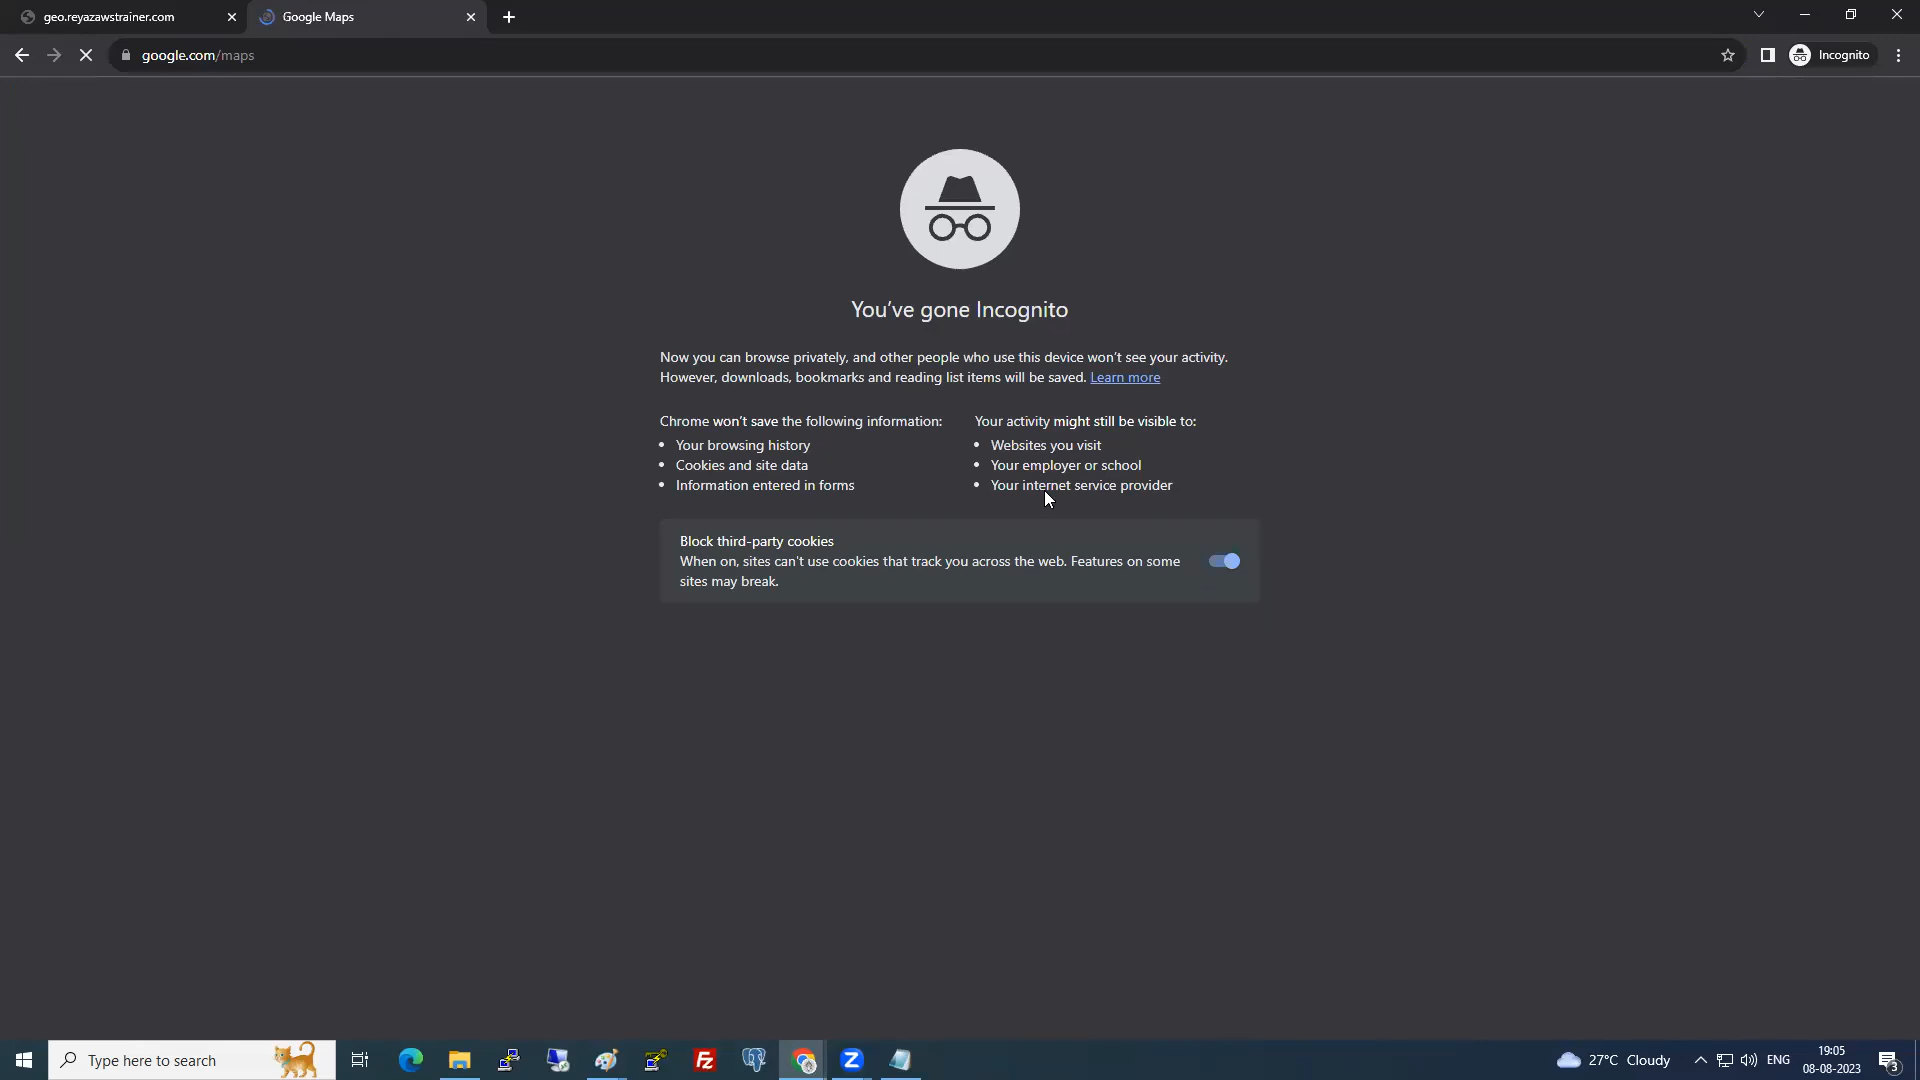 geo.reyazawstrainer.com
Google Maps
google.com/maps
Incognito
You've gone Incognito
Now you can browse privately, and other people who use this device won't see your activity.
However, downloads, bookmarks and reading list items will be saved. Learn more
Chrome won't save the following information:
Your browsing history
Cookies and site data
Information entered in forms
Your activity might still be visible to:
Websites you visit
Your employer or school
Your internet service provider
Block third-party cookies
When on, sites can't use cookies that track you across the web. Features on some
sites may break.
Type here to search
FZ
Z
27°C Cloudy
ENG
19:05
08-08-2023
3